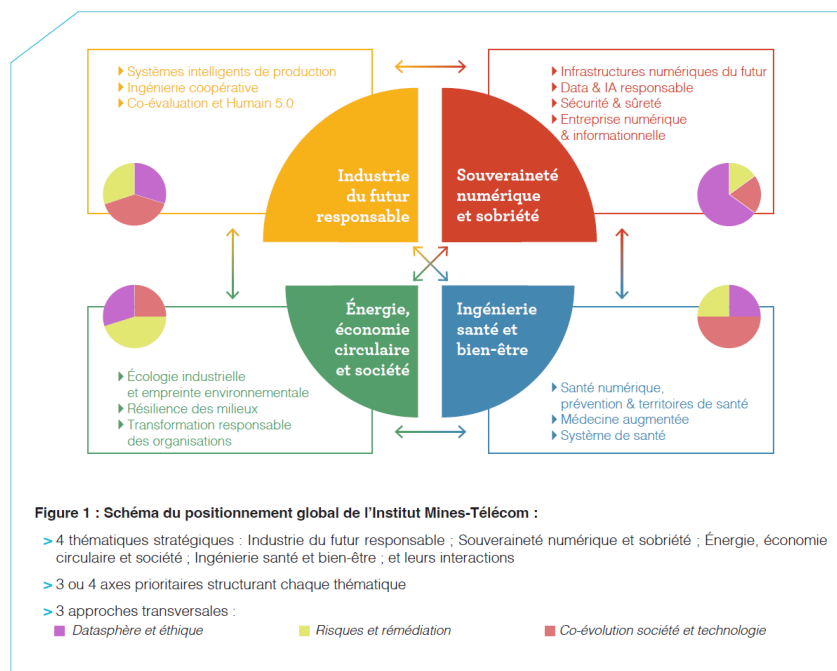 Systèmes intelligents de production
Ingénierie coopérative
Co-évaluation et Humain 5.0
Infrastructures numériques du futur
Data & IA responsable
Sécurité & sûreté
Entreprise numérique
& informationnelle
Industrie
du futur
responsable
Souveraineté
numérique
et sobriété
Énergie,
économie
circulaire
et société
Ingénierie
santé et
bien-être
Écologie industrielle
et empreinte environnementale
Résilience des milieux
Transformation responsable
des organisations
Santé numérique,
prévention & territoires de santé
Médecine augmentée
Système de santé
Figure 1 : Schéma du positionnement global de l'Institut Mines-Télécom :
> 4 thématiques stratégiques : Industrie du futur responsable ; Souveraineté numérique et sobriété ; Énergie, économie
circulaire et société ; Ingénierie santé et bien-être ; et leurs interactions
> 3 ou 4 axes prioritaires structurant chaque thématique
> 3 approches transversales :
Datasphère et éthique
Risques et rémédiation
Co-évolution société et technologie